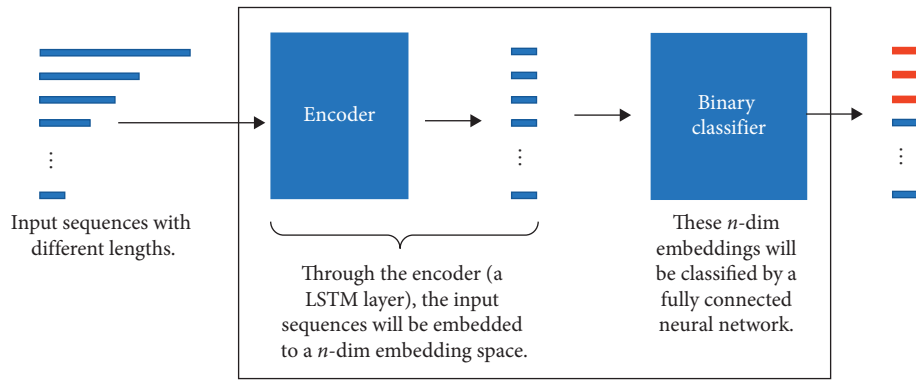 Encoder
Binary
classifier
⋮
⋮
⋮
Input sequences with
different lengths.
Through the encoder (a
LSTM layer), the input
sequences will be embedded
to a n-dim embedding space.
These n-dim
embeddings will
be classified by a
fully connected
neural network.